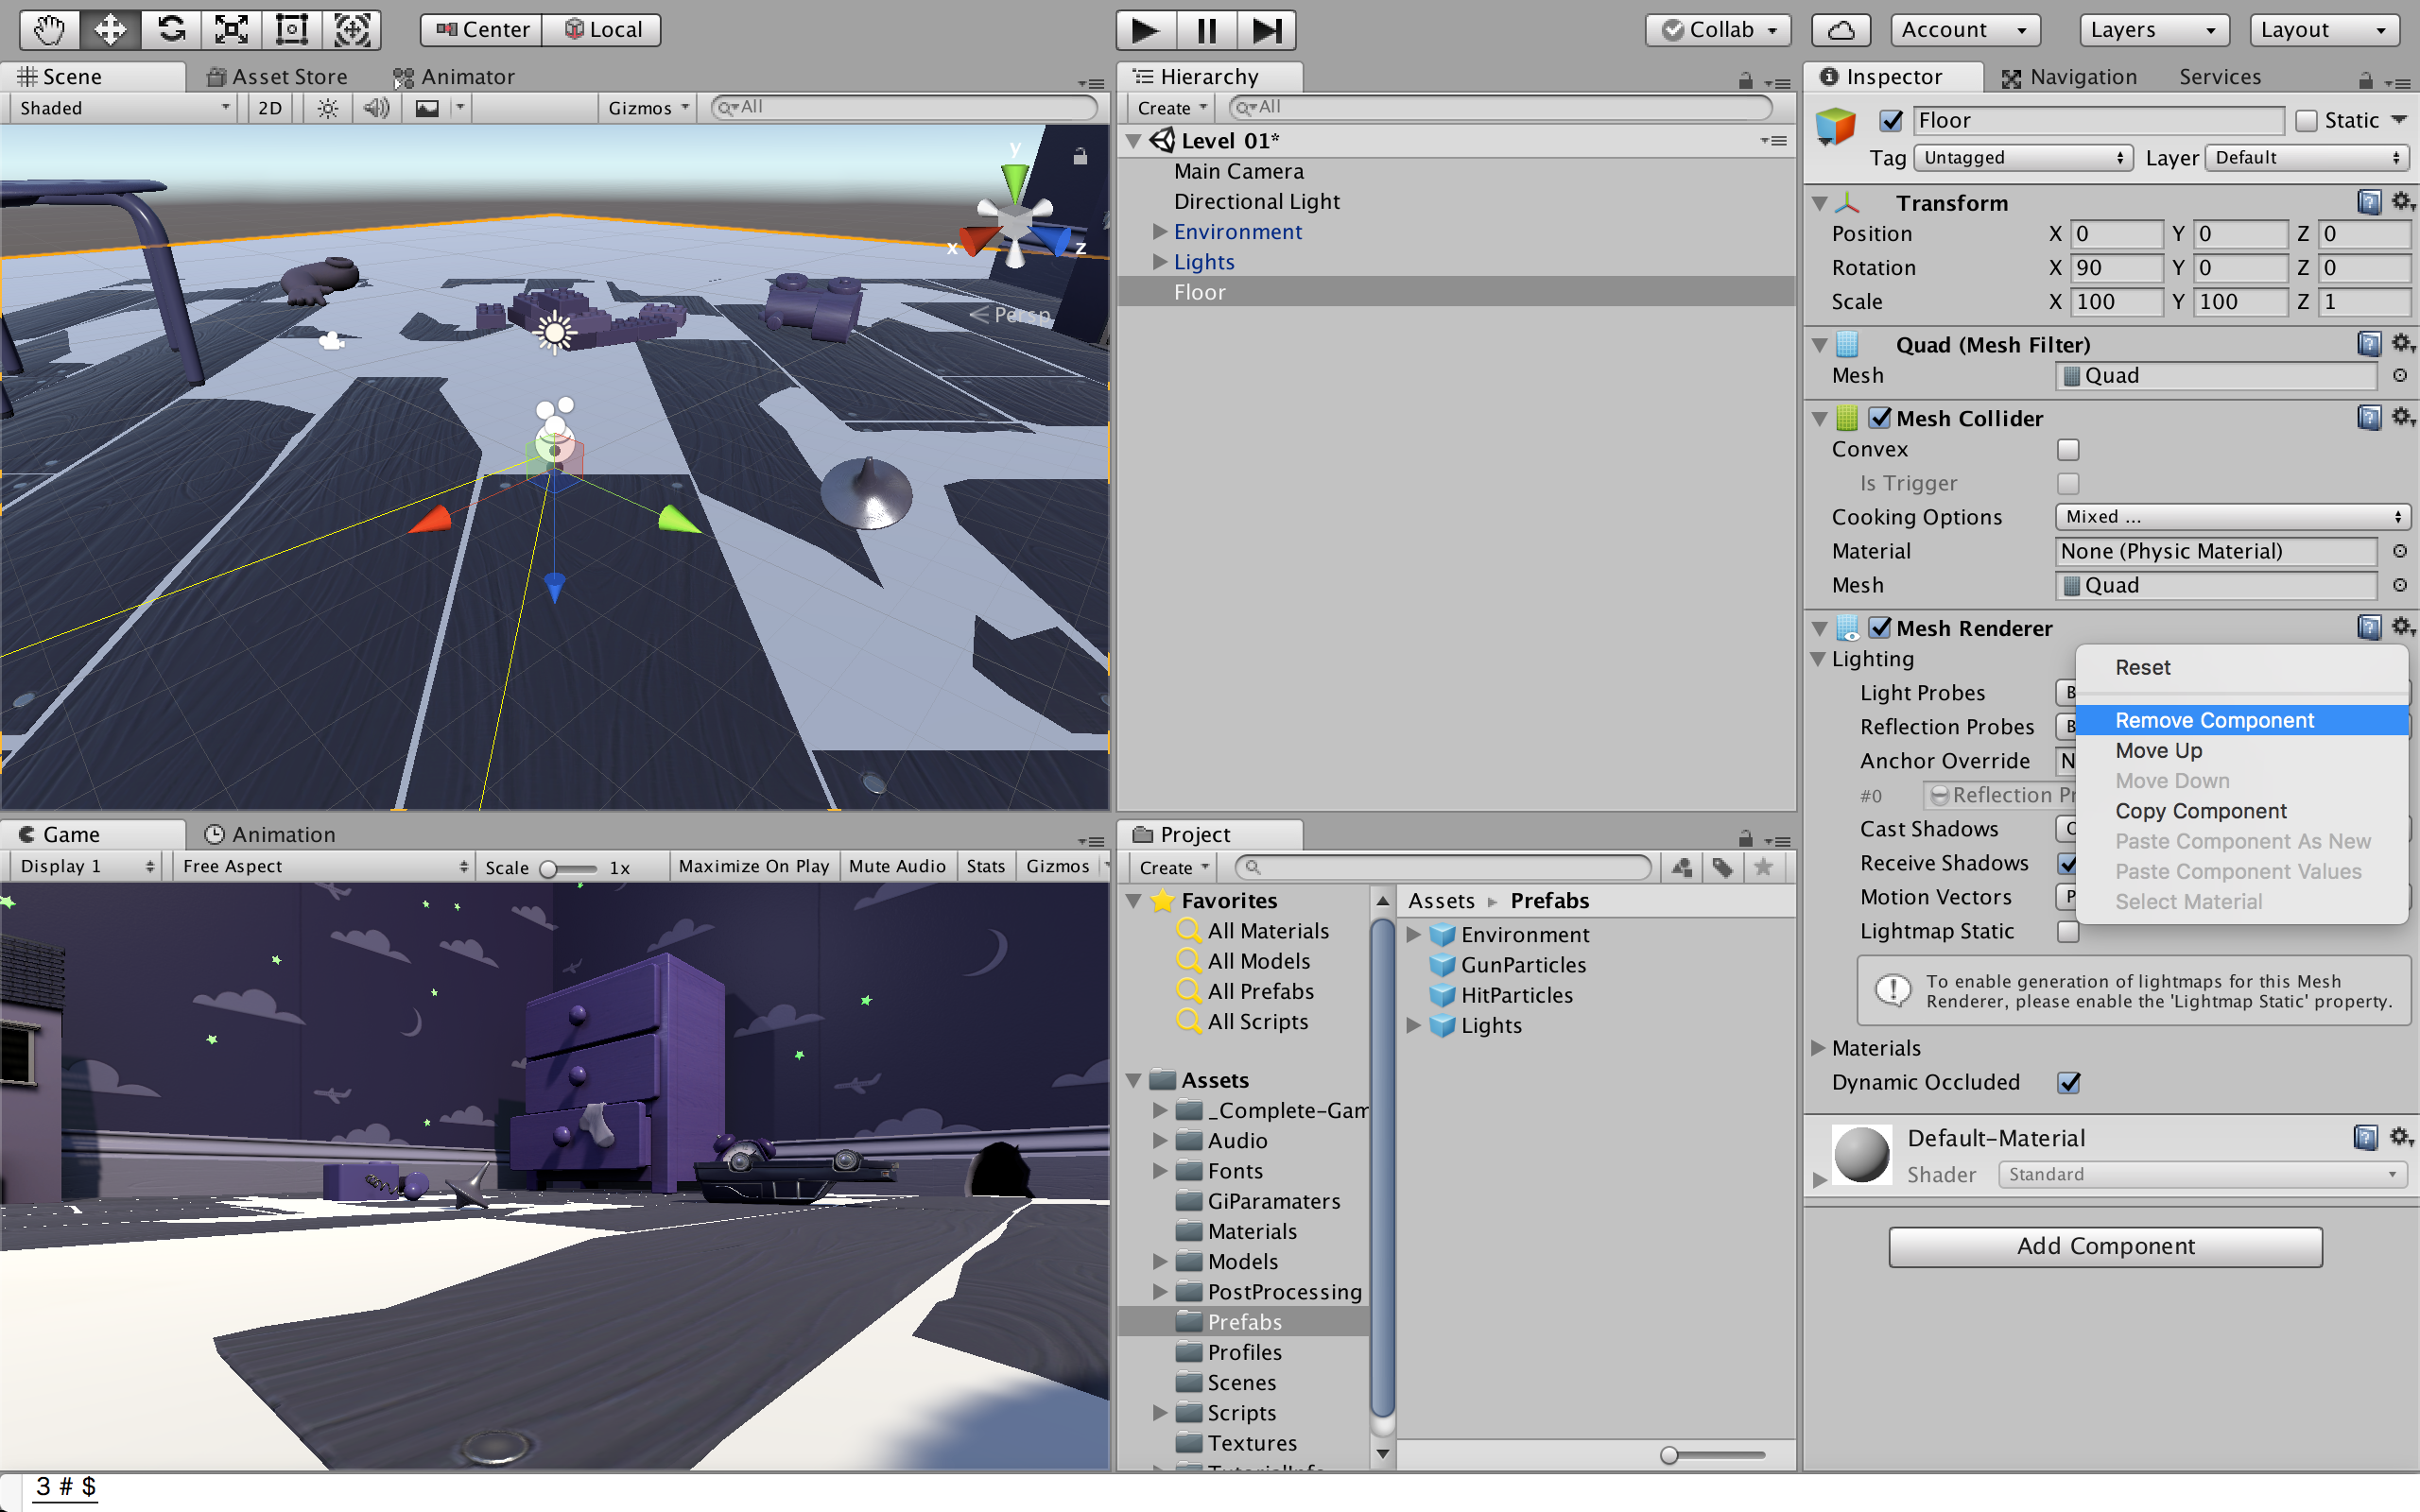 Center Local Collab Account Layers Layout
Scene Asset Store Animator
Shaded 2D Gizmos All
y
x z
Persp
Hierarchy
Create All
Level 01*
Main Camera
Directional Light
Environment
Lights
Floor
Game Animation
Display 1 Free Aspect Scale 1x Maximize On Play Mute Audio Stats Gizmos
Project
Create
Favorites
All Materials
All Models
All Prefabs
All Scripts
Assets
_Complete-Gam
Audio
Fonts
GiParamaters
Materials
Models
PostProcessing
Prefabs
Profiles
Scenes
Scripts
Textures
Assets Prefabs
Environment
GunParticles
HitParticles
Lights
Inspector Navigation Services
Floor Static
Tag Untagged Layer Default
Transform
Position X 0 Y 0 Z 0
Rotation X 90 Y 0 Z 0
Scale X 100 Y 100 Z 1
Quad (Mesh Filter)
Mesh Quad
Mesh Collider
Convex
Is Trigger
Cooking Options Mixed ...
Material None (Physic Material)
Mesh Quad
Mesh Renderer
Lighting
Light Probes B
Reflection Probes B
Anchor Override N
#0 Reflection Pr
Cast Shadows
Receive Shadows
Motion Vectors P
Lightmap Static
Reset
Remove Component
Move Up
Move Down
Copy Component
Paste Component As New
Paste Component Values
Select Material
To enable generation of lightmaps for this Mesh
Renderer, please enable the 'Lightmap Static' property.
Materials
Dynamic Occluded
Default-Material
Shader Standard
Add Component
3 # $